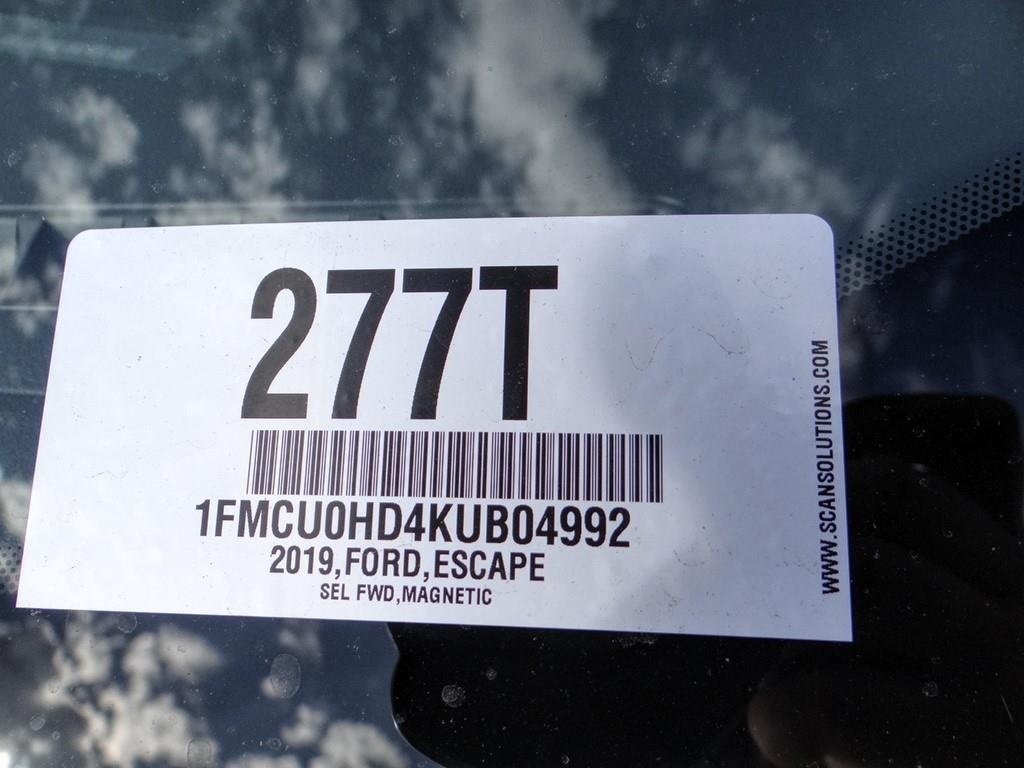 277T
1FMCU0HD4KUB04992
2019,FORD,ESCAPE
SEL FWD,MAGNETIC
WWW.SCANSOLUTIONS.COM